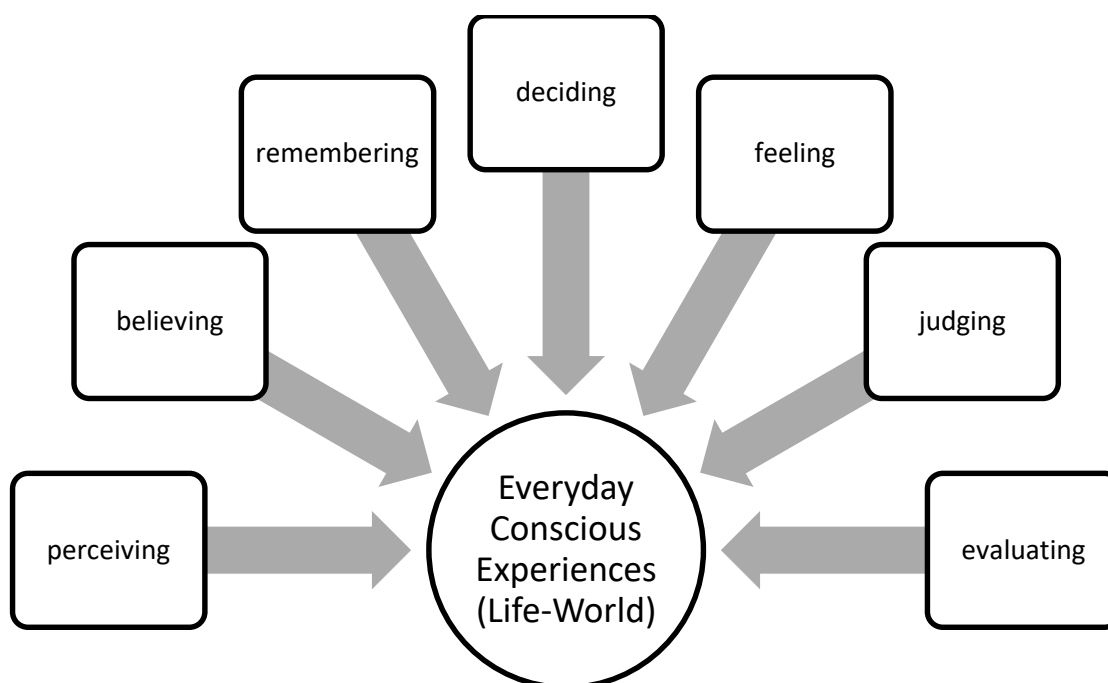 deciding
remembering
feeling
believing
judging
perceiving
Everyday
Conscious
Experiences
(Life-World)
evaluating